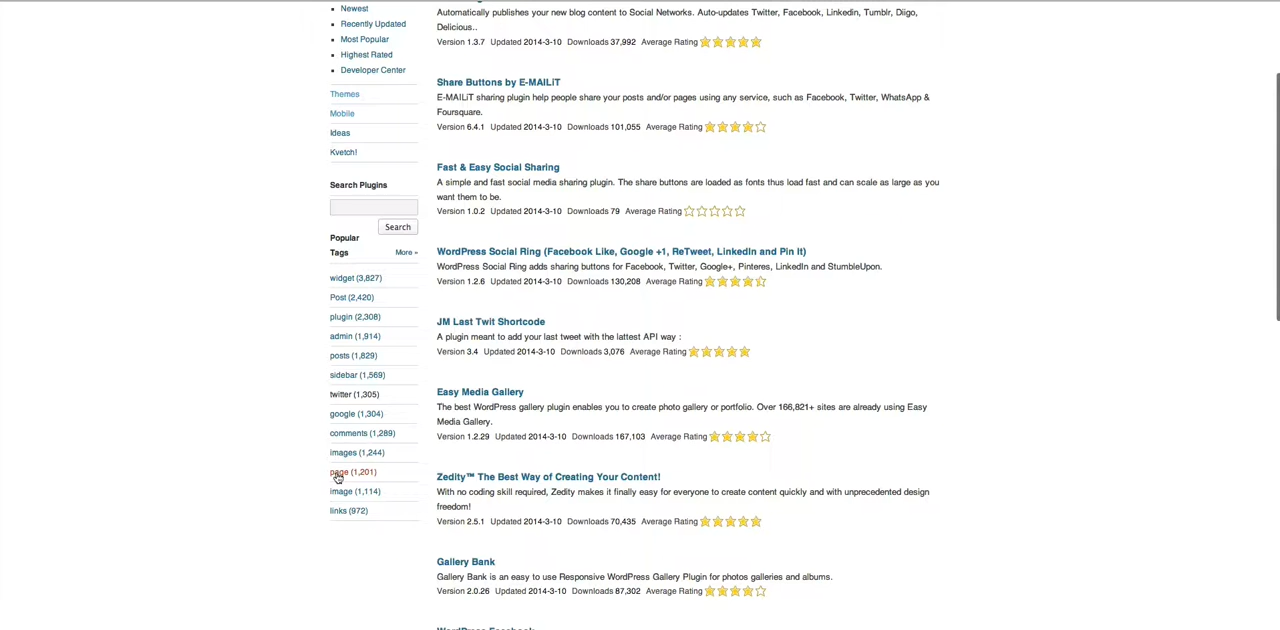 Newest
Recently Updated
Most Popular
Highest Rated
Developer Center
Themes
Mobile
Ideas
Kvetch!
Search Plugins
Search
Popular
Tags
More »
widget (3,827)
Post (2,420)
plugin (2,308)
admin (1,914)
posts (1,829)
sidebar (1,569)
twitter (1,305)
google (1,304)
comments (1,289)
images (1,244)
page (1,201)
image (1,114)
links (972)
Automatically publishes your new blog content to Social Networks. Auto-updates Twitter, Facebook, Linkedin, Tumblr, Diigo,
Delicious..
Version 1.3.7 Updated 2014-3-10 Downloads 37,992 Average Rating
Share Buttons by E-MAILiT
E-MAILiT sharing plugin help people share your posts and/or pages using any service, such as Facebook, Twitter, WhatsApp &
Foursquare.
Version 6.4.1 Updated 2014-3-10 Downloads 101,055 Average Rating
Fast & Easy Social Sharing
A simple and fast social media sharing plugin. The share buttons are loaded as fonts thus load fast and can scale as large as you
want them to be.
Version 1.0.2 Updated 2014-3-10 Downloads 79 Average Rating
WordPress Social Ring (Facebook Like, Google +1, ReTweet, LinkedIn and Pin It)
WordPress Social Ring adds sharing buttons for Facebook, Twitter, Google+, Pinteres, LinkedIn and StumbleUpon.
Version 1.2.6 Updated 2014-3-10 Downloads 130,208 Average Rating
JM Last Twit Shortcode
A plugin meant to add your last tweet with the lattest API way :
Version 3.4 Updated 2014-3-10 Downloads 3,076 Average Rating
Easy Media Gallery
The best WordPress gallery plugin enables you to create photo gallery or portfolio. Over 166,821+ sites are already using Easy
Media Gallery.
Version 1.2.29 Updated 2014-3-10 Downloads 167,103 Average Rating
Zedity™ The Best Way of Creating Your Content!
With no coding skill required, Zedity makes it finally easy for everyone to create content quickly and with unprecedented design
freedom!
Version 2.5.1 Updated 2014-3-10 Downloads 70,435 Average Rating
Gallery Bank
Gallery Bank is an easy to use Responsive WordPress Gallery Plugin for photos galleries and albums.
Version 2.0.26 Updated 2014-3-10 Downloads 87,302 Average Rating